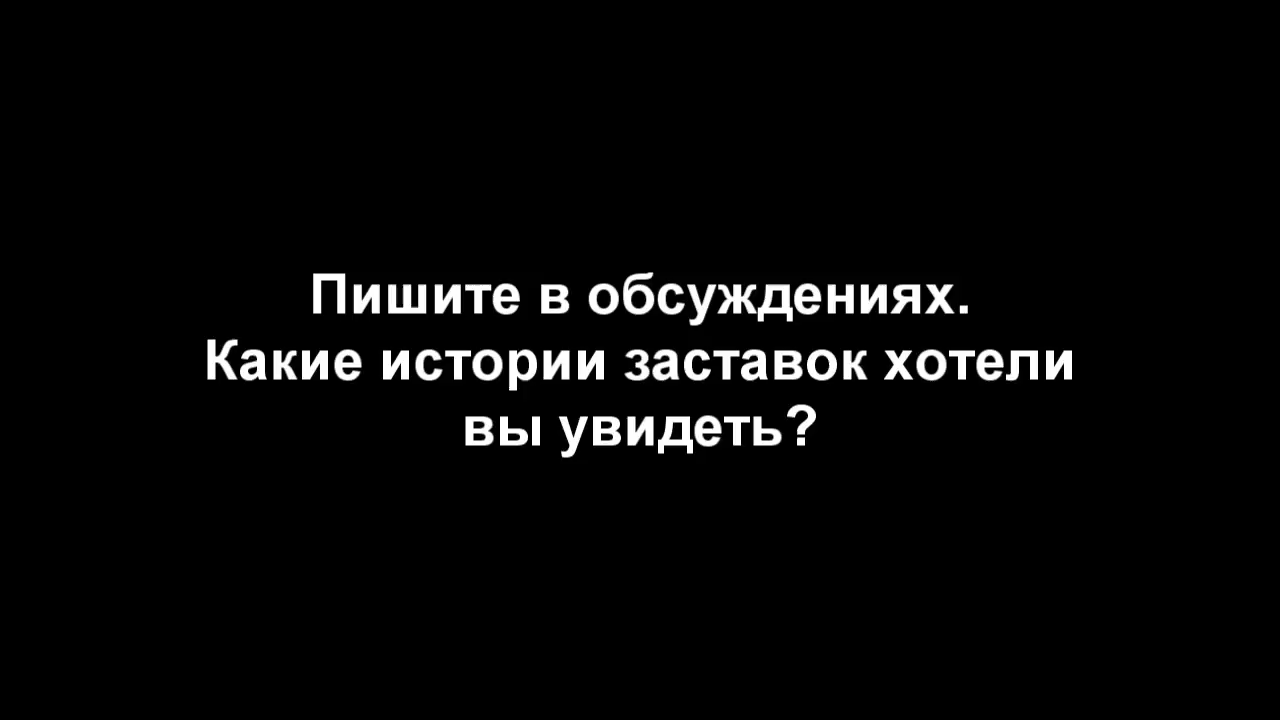 Пишите в обсуждениях.
Какие истории заставок хотели
вы увидеть?